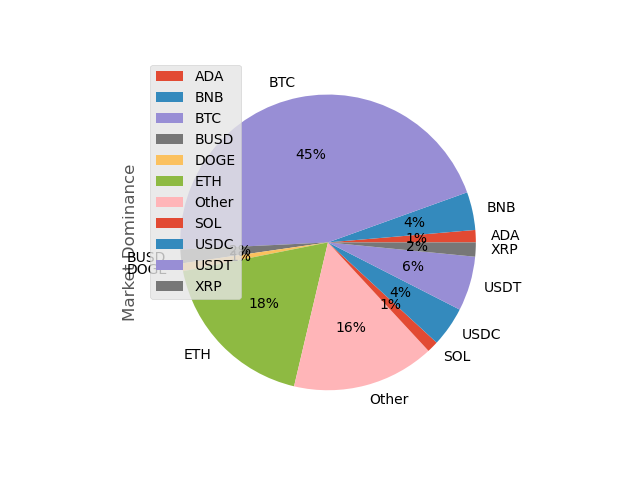 Market Dominance
ADA
BNB
BTC
BUSD
DOGE
ETH
Other
SOL
USDC
USDT
XRP
BTC
45%
BNB
4%
ADA
1%
XRP
2%
USDT
6%
USDC
4%
SOL
1%
Other
16%
ETH
18%
BUSD
DOGE